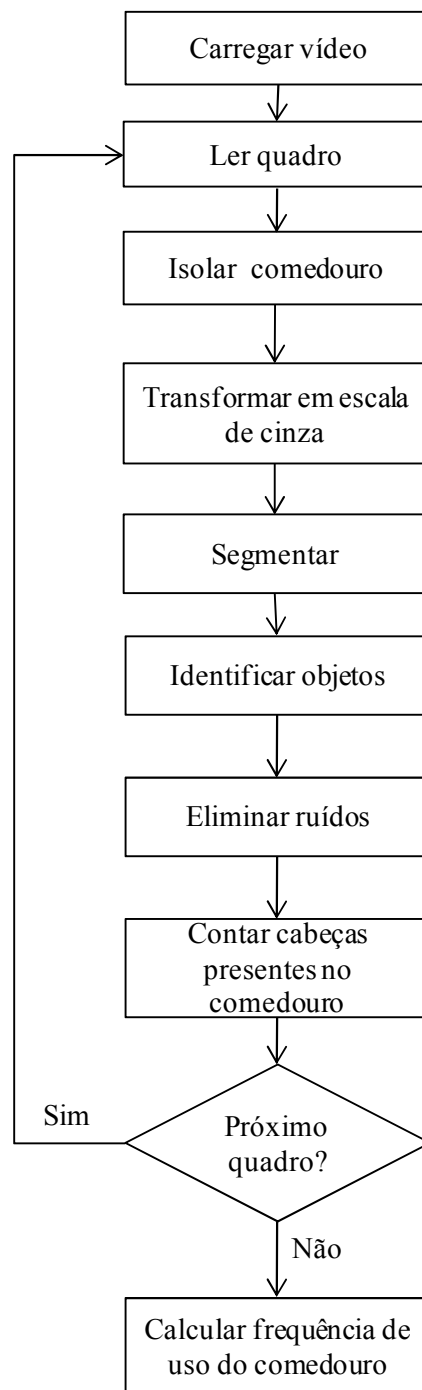 Carregar vídeo
Ler quadro
Isolar comedouro
Transformar em escala
de cinza
Segmentar
Identificar objetos
Eliminar ruídos
Contar cabeças
presentes no
comedouro
Sim
Próximo
quadro?
Não
Calcular frequência de
uso do comedouro